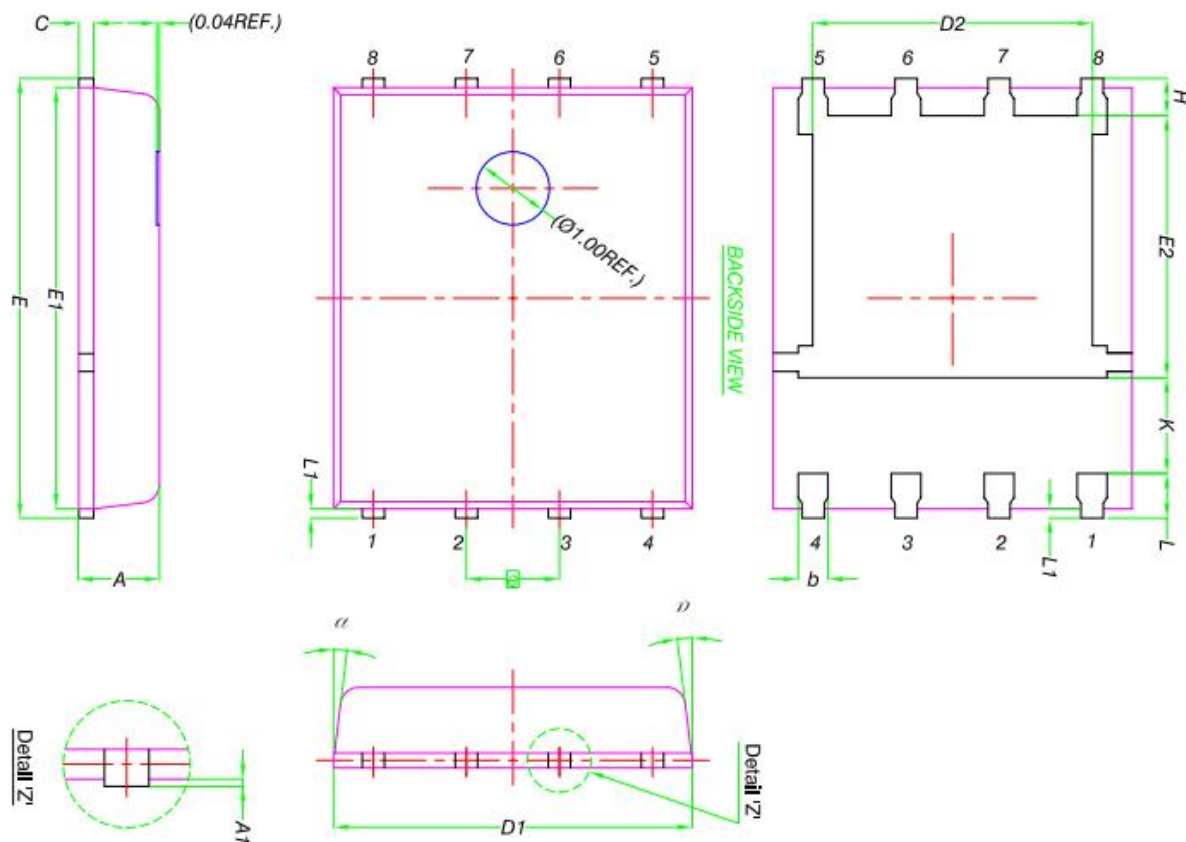 C
(0.04REF.)
E
E1
A
8 7 6 5
(Ø1.00REF.)
L1
1 2 3 4
e
BACKSIDE VIEW
D2
5 6 7 8
H
E2
K
L
L1
4 3 2 1
b
a
D1
Detail 'Z'
Detail 'Z'
A1